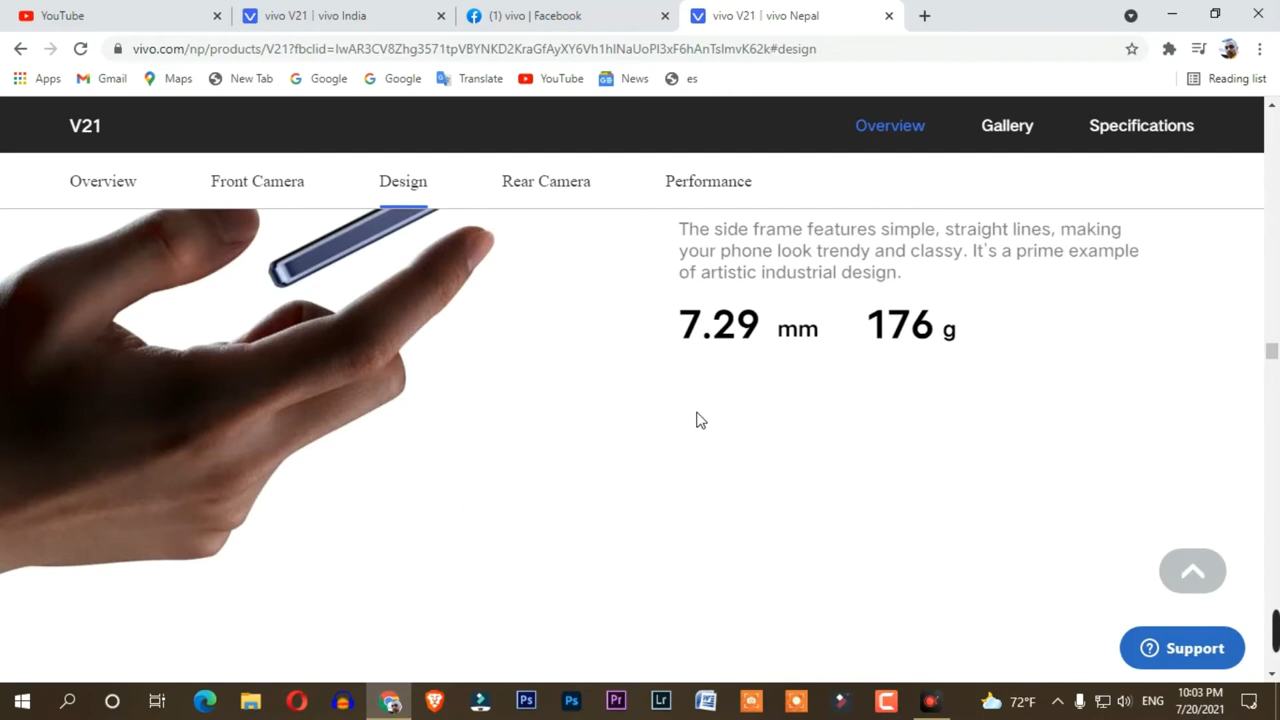 YouTube
vivo V21 | vivo India
(1) vivo | Facebook
vivo V21 | vivo Nepal
vivo.com/np/products/V21?fbclid=IwAR3CV8Zhg3571tpVBYNKD2KraGfAyXY6Vh1hINaUoPI3xF6hAnTsImvK62k#design
Apps
Gmail
Maps
New Tab
Google
Google
Translate
YouTube
News
es
Reading list
V21
Overview
Gallery
Specifications
Overview
Front Camera
Design
Rear Camera
Performance
The side frame features simple, straight lines, making
your phone look trendy and classy. It's a prime example
of artistic industrial design.
7.29 mm 176 g
Support
72°F
ENG
10:03 PM
7/20/2021